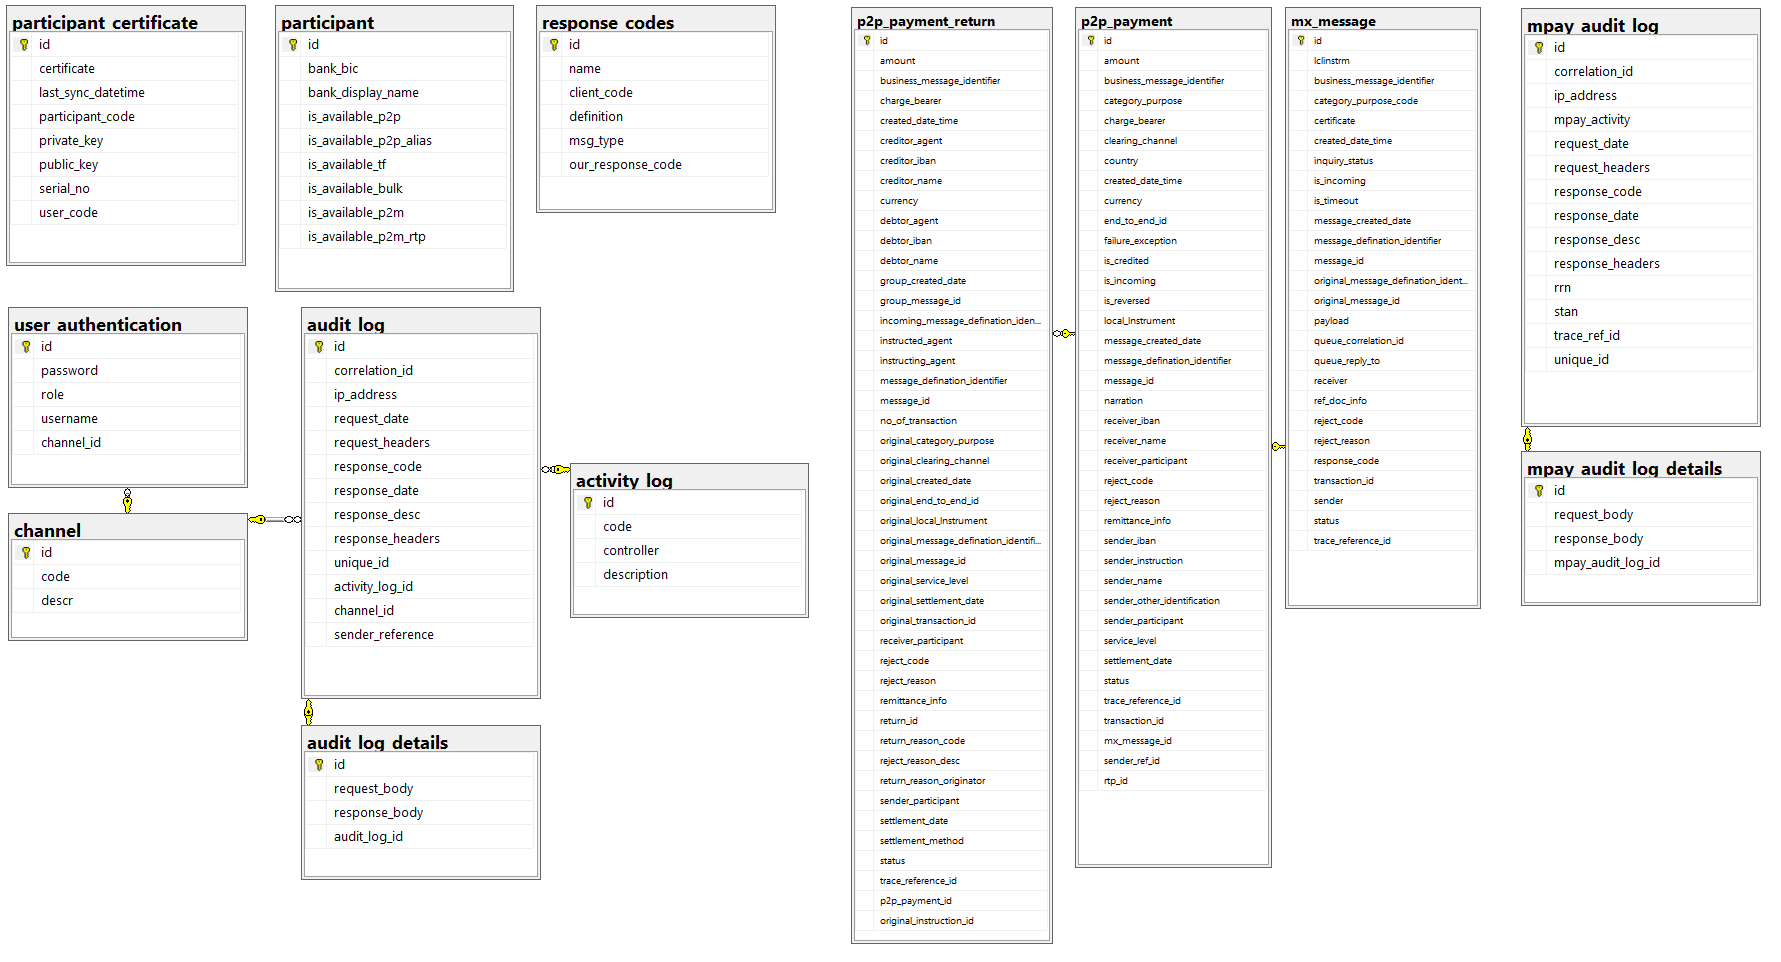 participant_certificate
id
certificate
last_sync_datetime
participant_code
private_key
public_key
serial_no
user_code
participant
id
bank_bic
bank_display_name
is_available_p2p
is_available_p2p_alias
is_available_tf
is_available_bulk
is_available_p2m
is_available_p2m_rtp
response_codes
id
name
client_code
definition
msg_type
our_response_code
user_authentication
id
password
role
username
channel_id
channel
id
code
descr
audit_log
id
correlation_id
ip_address
request_date
request_headers
response_code
response_date
response_desc
response_headers
unique_id
activity_log_id
channel_id
sender_reference
audit_log_details
id
request_body
response_body
audit_log_id
activity_log
id
code
controller
description
p2p_payment_return
id
amount
business_message_identifier
charge_bearer
created_date_time
creditor_agent
creditor_iban
creditor_name
currency
debtor_agent
debtor_iban
debtor_name
group_created_date
group_message_id
incoming_message_defination_iden...
instructed_agent
instructing_agent
message_defination_identifier
message_id
no_of_transaction
original_category_purpose
original_clearing_channel
original_created_date
original_end_to_end_id
original_local_Instrument
original_message_defination_identifi...
original_message_id
original_service_level
original_settlement_date
original_transaction_id
receiver_participant
reject_code
reject_reason
remittance_info
return_id
return_reason_code
reject_reason_desc
return_reason_originator
sender_participant
settlement_date
settlement_method
status
trace_reference_id
p2p_payment_id
original_instruction_id
p2p_payment
id
amount
business_message_identifier
category_purpose
charge_bearer
clearing_channel
country
created_date_time
currency
end_to_end_id
failure_exception
is_credited
is_incoming
is_reversed
local_Instrument
message_created_date
message_defination_identifier
message_id
narration
receiver_iban
receiver_name
receiver_participant
reject_code
reject_reason
remittance_info
sender_iban
sender_instruction
sender_name
sender_other_identification
sender_participant
service_level
settlement_date
status
trace_reference_id
transaction_id
mx_message_id
sender_ref_id
rtp_id
mx_message
id
lclinstrm
business_message_identifier
category_purpose_code
certificate
created_date_time
inquiry_status
is_incoming
is_timeout
message_created_date
message_defination_identifier
message_id
original_message_defination_ident...
original_message_id
payload
queue_correlation_id
queue_reply_to
receiver
ref_doc_info
reject_code
reject_reason
response_code
transaction_id
sender
status
trace_reference_id
mpay_audit_log
id
correlation_id
ip_address
mpay_activity
request_date
request_headers
response_code
response_date
response_desc
response_headers
rrn
stan
trace_ref_id
unique_id
mpay_audit_log_details
id
request_body
response_body
mpay_audit_log_id